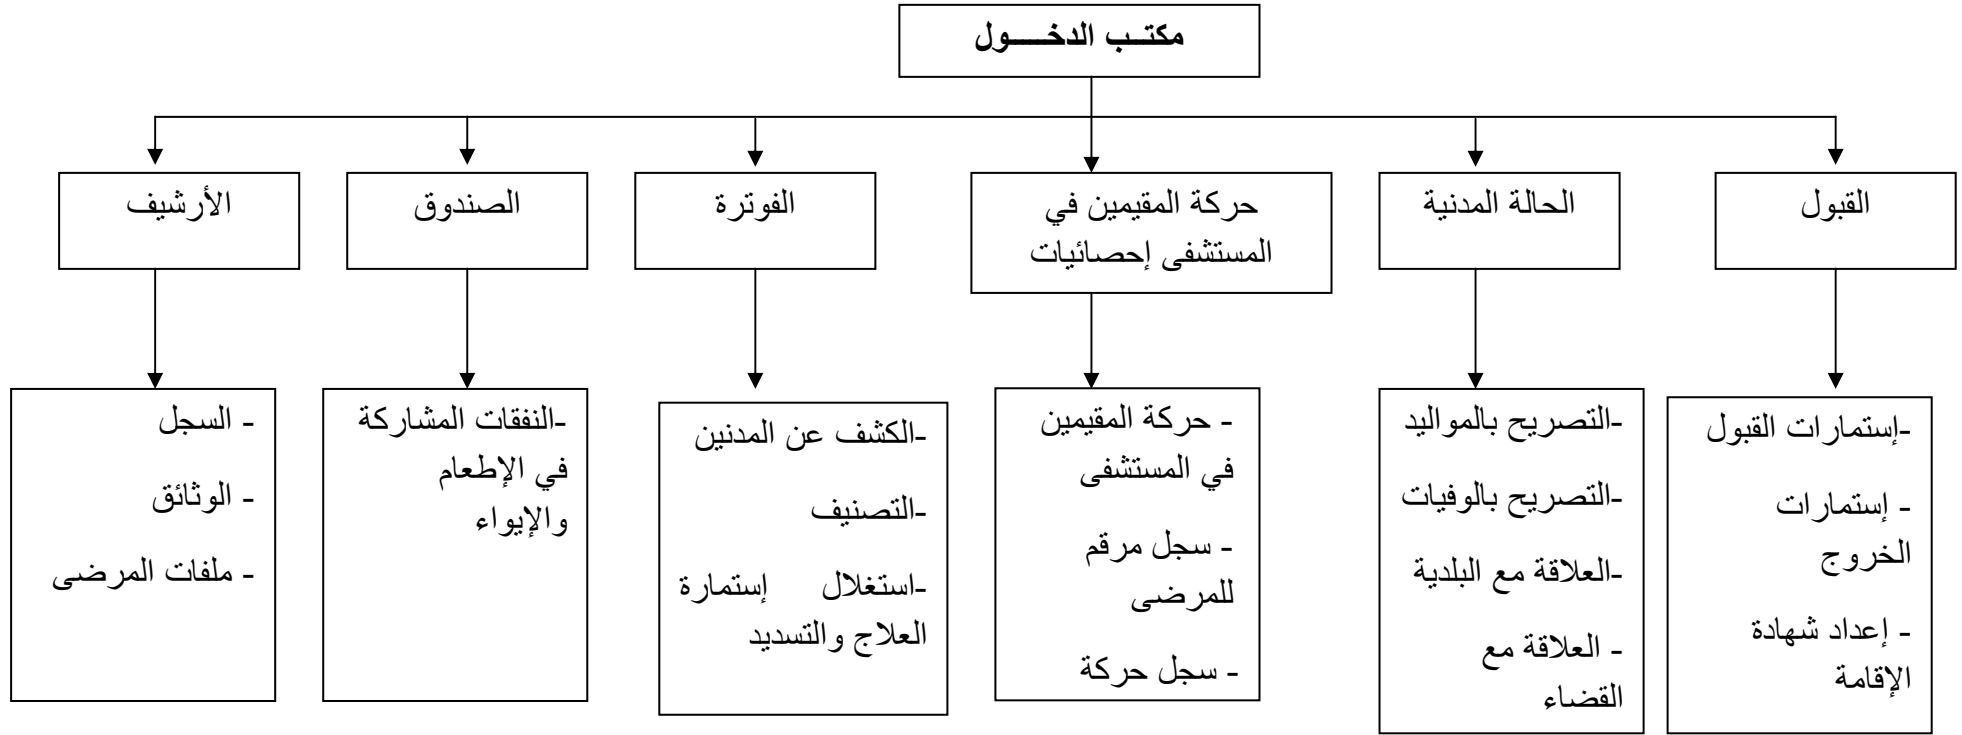 مكتــب الدخـــــول
القبول
الحالة المدنية
حركة المقيمين في
المستشفى إحصائيات
الفوترة
الصندوق
الأرشيف
-إستمارات القبول
- إستمارات
الخروج
- إعداد شهادة
الإقامة
-التصريح بالمواليد
-التصريح بالوفيات
-العلاقة مع البلدية
- العلاقة مع
القضاء
- حركة المقيمين
في المستشفى
- سجل مرقم
للمرضى
- سجل حركة
-الكشف عن المدنين
-التصنيف
-استغلال إستمارة
العلاج والتسديد
-النفقات المشاركة
في الإطعام
والإيواء
- السجل
- الوثائق
- ملفات المرضى